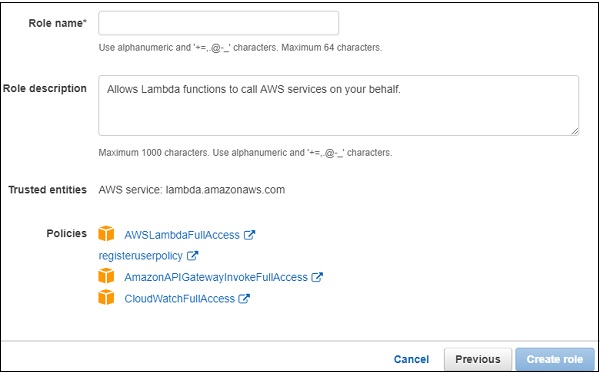 Role name*
Use alphanumeric and '+=,.@-_' characters. Maximum 64 characters.
Role description
Allows Lambda functions to call AWS services on your behalf.
Maximum 1000 characters. Use alphanumeric and '+=,.@-_' characters.
Trusted entities AWS service: lambda.amazonaws.com
Policies AWSLambdaFullAccess
registeruserpolicy
AmazonAPIGatewayInvokeFullAccess
CloudWatchFullAccess
Cancel Previous Create role